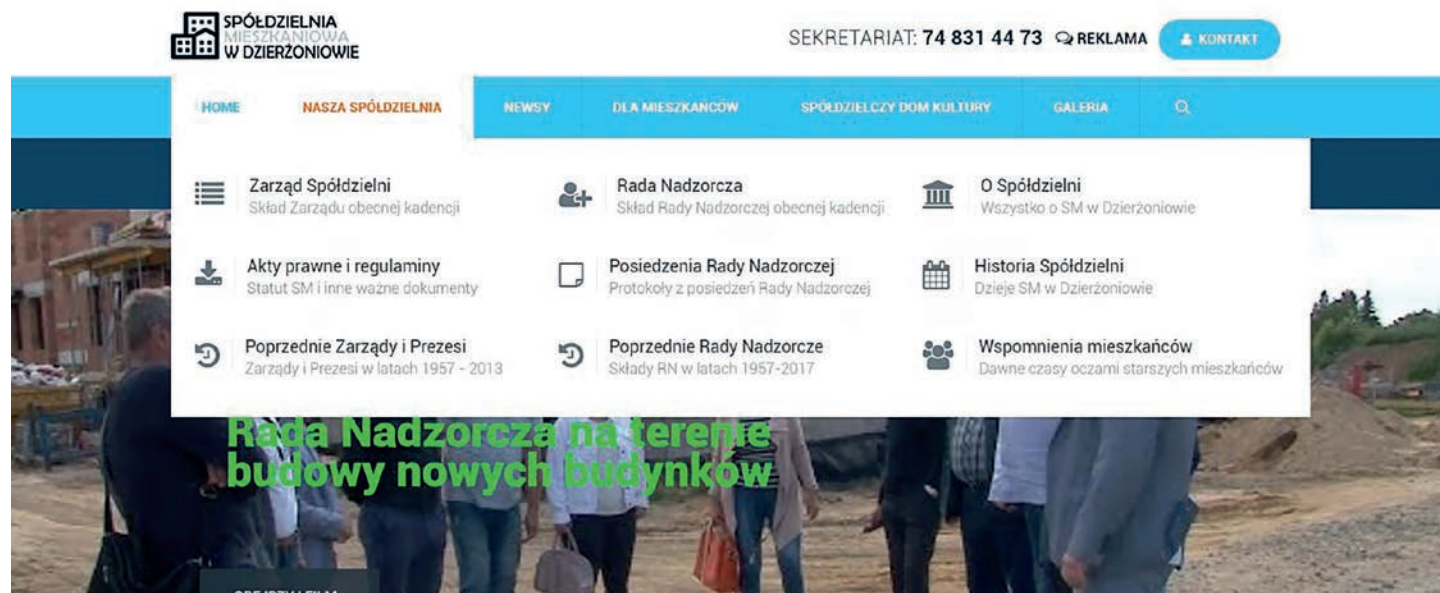 SPÓŁDZIELNIA
MIESZKANIOWA
W DZIERŻONIOWIE
SEKRETARIAT: 74 831 44 73 REKLAMA KONTAKT
HOME NASZA SPÓŁDZIELNIA NEWSY DLA MIESZKAŃCÓW SPÓŁDZIELCZY DOM KULTURY GALERIA
Zarząd Spółdzielni
Skład Zarządu obecnej kadencji
Rada Nadzorcza
Skład Rady Nadzorczej obecnej kadencji
O Spółdzielni
Wszystko o SM w Dzierżoniowie
Akty prawne i regulaminy
Statut SM i inne ważne dokumenty
Posiedzenia Rady Nadzorczej
Protokoły z posiedzeń Rady Nadzorczej
Historia Spółdzielni
Dzieje SM w Dzierżoniowie
Poprzednie Zarządy i Prezesi
Zarządy i Prezesi w latach 1957 - 2013
Poprzednie Rady Nadzorcze
Składy RN w latach 1957-2017
Wspomnienia mieszkańców
Dawne czasy oczami starszych mieszkańców
Rada Nadzorcza na terenie
budowy nowych budynków